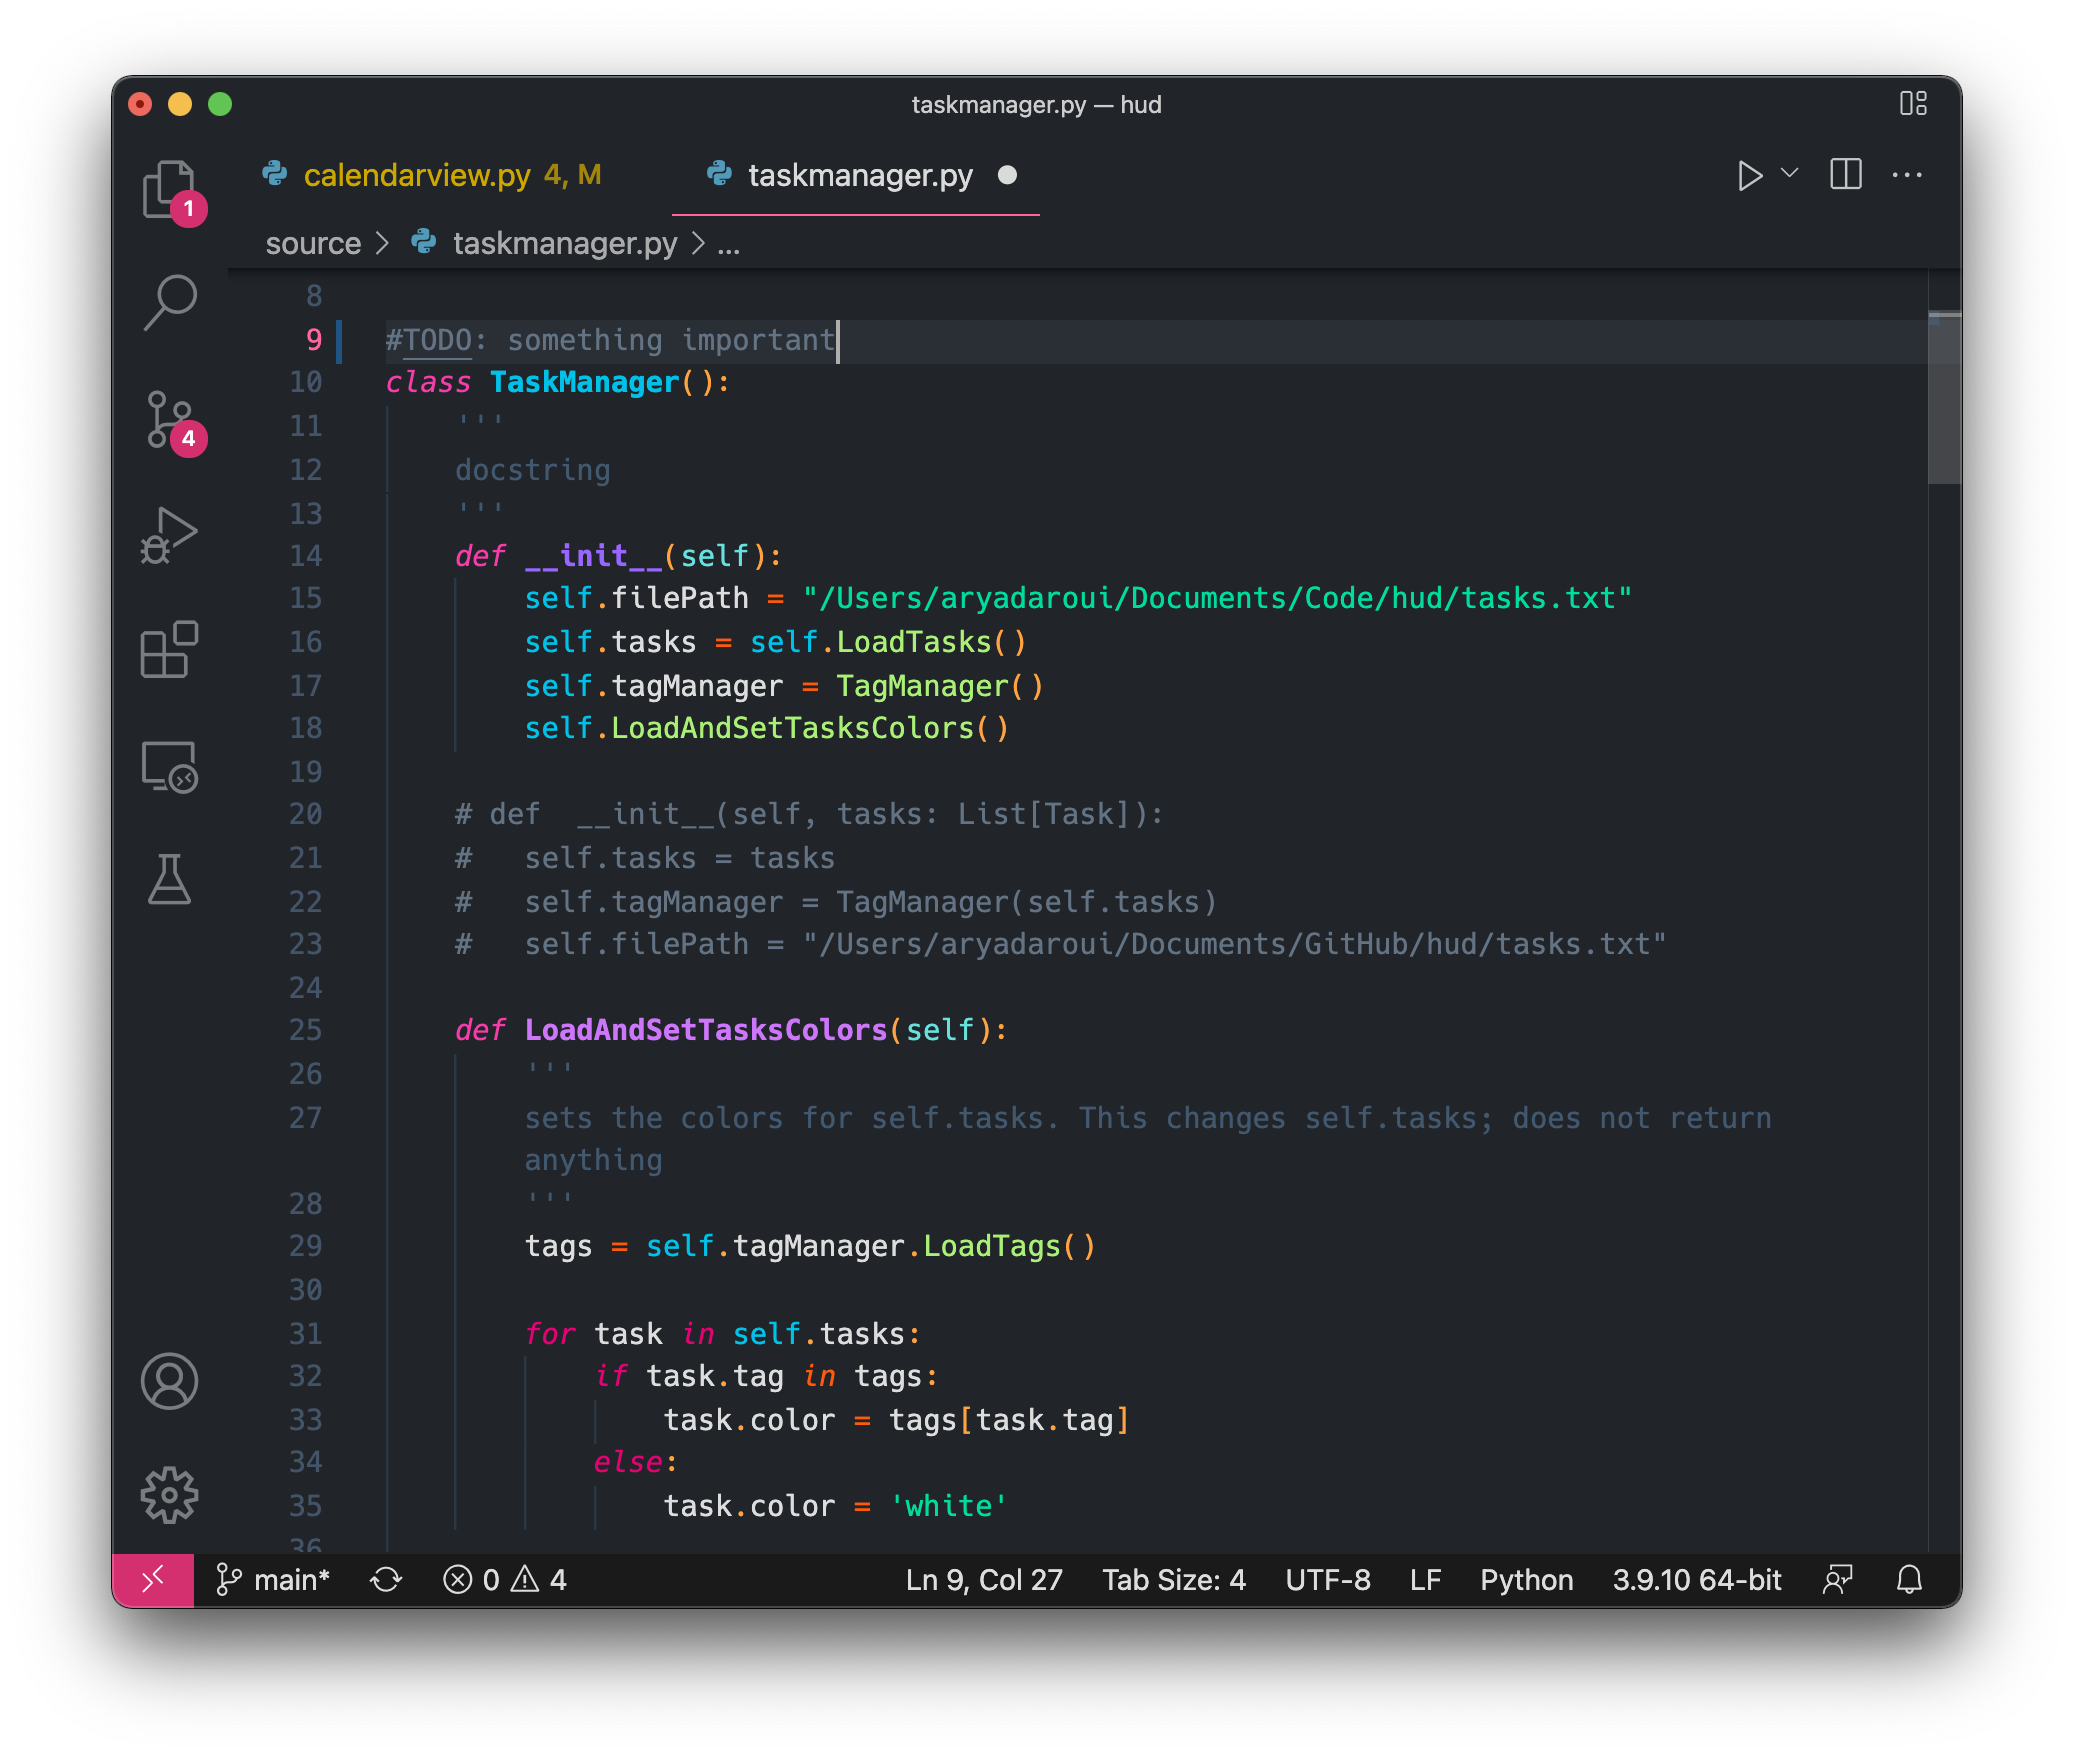 taskmanager.py — hud
calendarview.py 4, M
taskmanager.py
1
source > taskmanager.py > ...
8
9 #TODO: something important
10 class TaskManager():
4
11     '''
12     docstring
13     '''
14     def __init__(self):
15         self.filePath = "/Users/aryadaroui/Documents/Code/hud/tasks.txt"
16         self.tasks = self.LoadTasks()
17         self.tagManager = TagManager()
18         self.LoadAndSetTasksColors()
19
20     # def  __init__(self, tasks: List[Task]):
21     #   self.tasks = tasks
22     #   self.tagManager = TagManager(self.tasks)
23     #   self.filePath = "/Users/aryadaroui/Documents/GitHub/hud/tasks.txt"
24
25     def LoadAndSetTasksColors(self):
26         '''
27         sets the colors for self.tasks. This changes self.tasks; does not return
anything
28         '''
29         tags = self.tagManager.LoadTags()
30
31         for task in self.tasks:
32             if task.tag in tags:
33                 task.color = tags[task.tag]
34             else:
35                 task.color = 'white'
36
main* 0 4 Ln 9, Col 27 Tab Size: 4 UTF-8 LF Python 3.9.10 64-bit